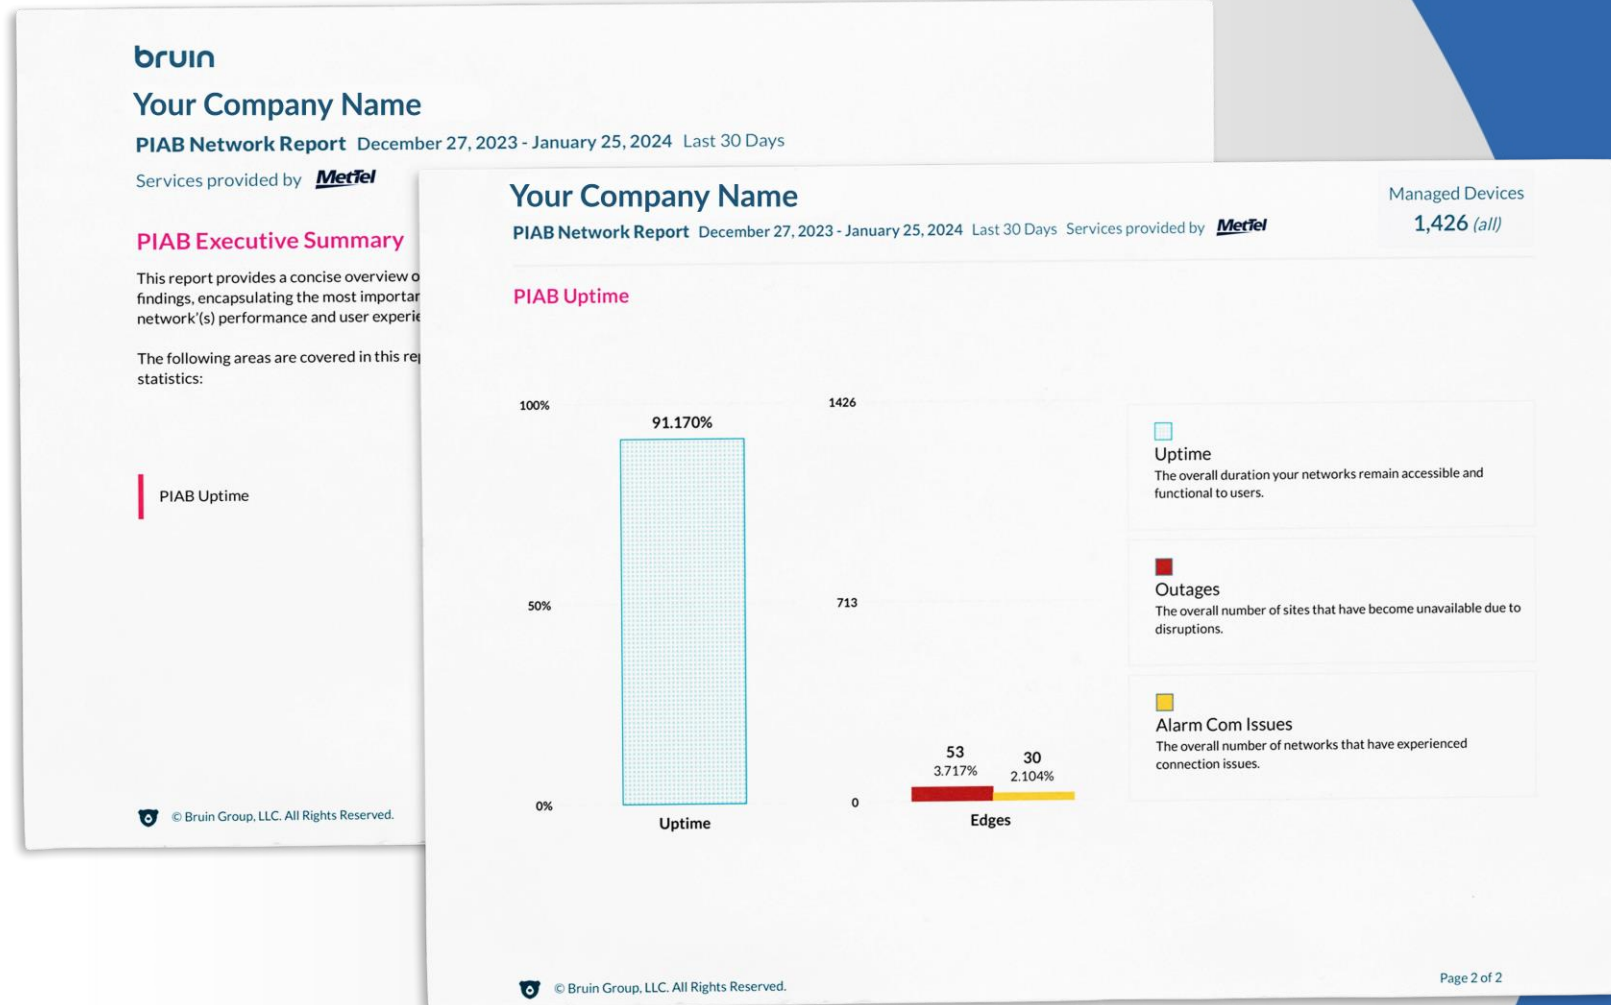 bruin
Your Company Name
PIAB Network Report December 27, 2023 - January 25, 2024 Last 30 Days
Services provided by MetTel
PIAB Executive Summary
This report provides a concise overview
findings, encapsulating the most
network'(s) performance and user
The following areas are covered in this
statistics:
PIAB Uptime
© Bruin Group, LLC. All Rights Reserved.
Your Company Name
PIAB Network Report December 27, 2023 - January 25, 2024 Last 30 Days Services provided by MetTel
Managed Devices
1,426 (all)
PIAB Uptime
100%
91.170%
50%
0%
Uptime
1426
713
0
53
3.717%
30
2.104%
Edges
Uptime
The overall duration your networks remain accessible and
functional to users.
Outages
The overall number of sites that have become unavailable due to
disruptions.
Alarm Com Issues
The overall number of networks that have experienced
connection issues.
© Bruin Group, LLC. All Rights Reserved.
Page 2 of 2